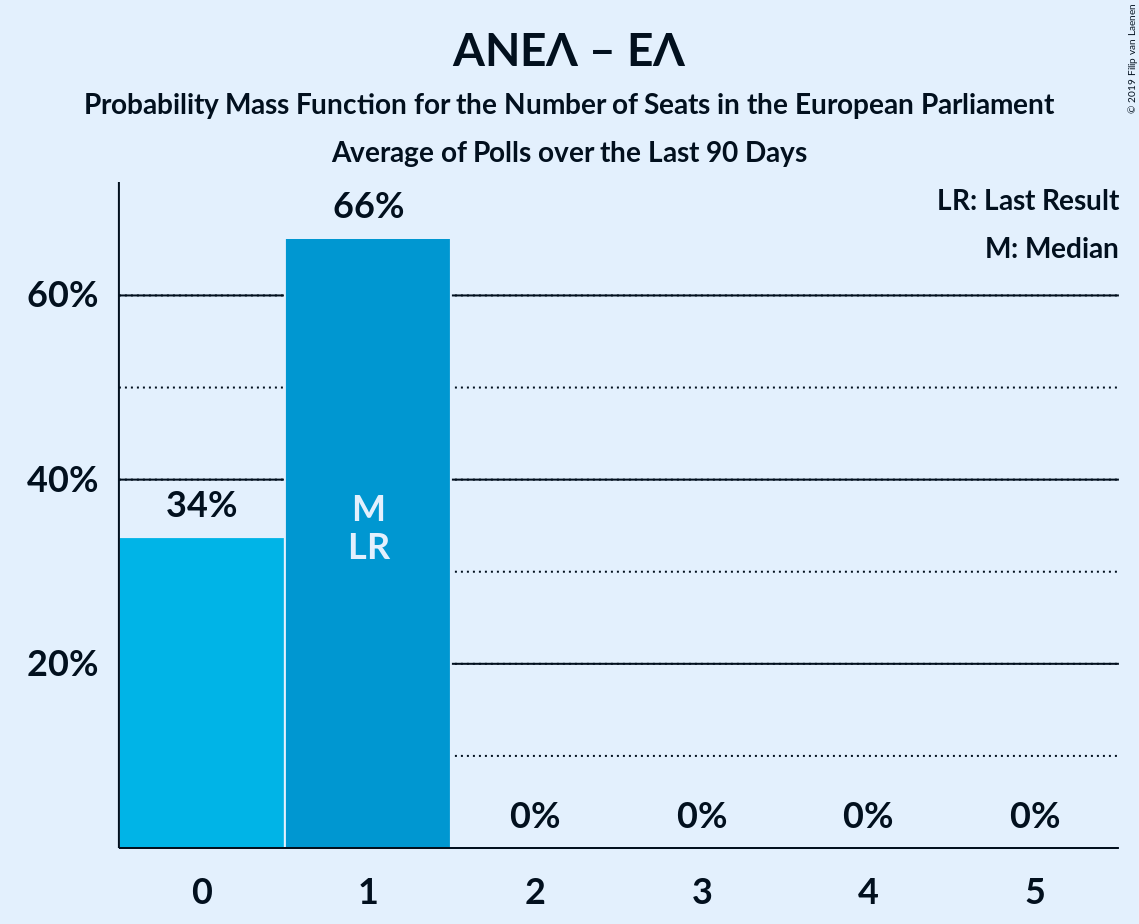 ΑΝΕΛ – ΕΛ
Probability Mass Function for the Number of Seats in the European Parliament
Average of Polls over the Last 90 Days
© 2019 Filip van Laenen
LR: Last Result
M: Median
66%
60%
40%
34%
M
LR
20%
0% 0% 0% 0%
0 1 2 3 4 5